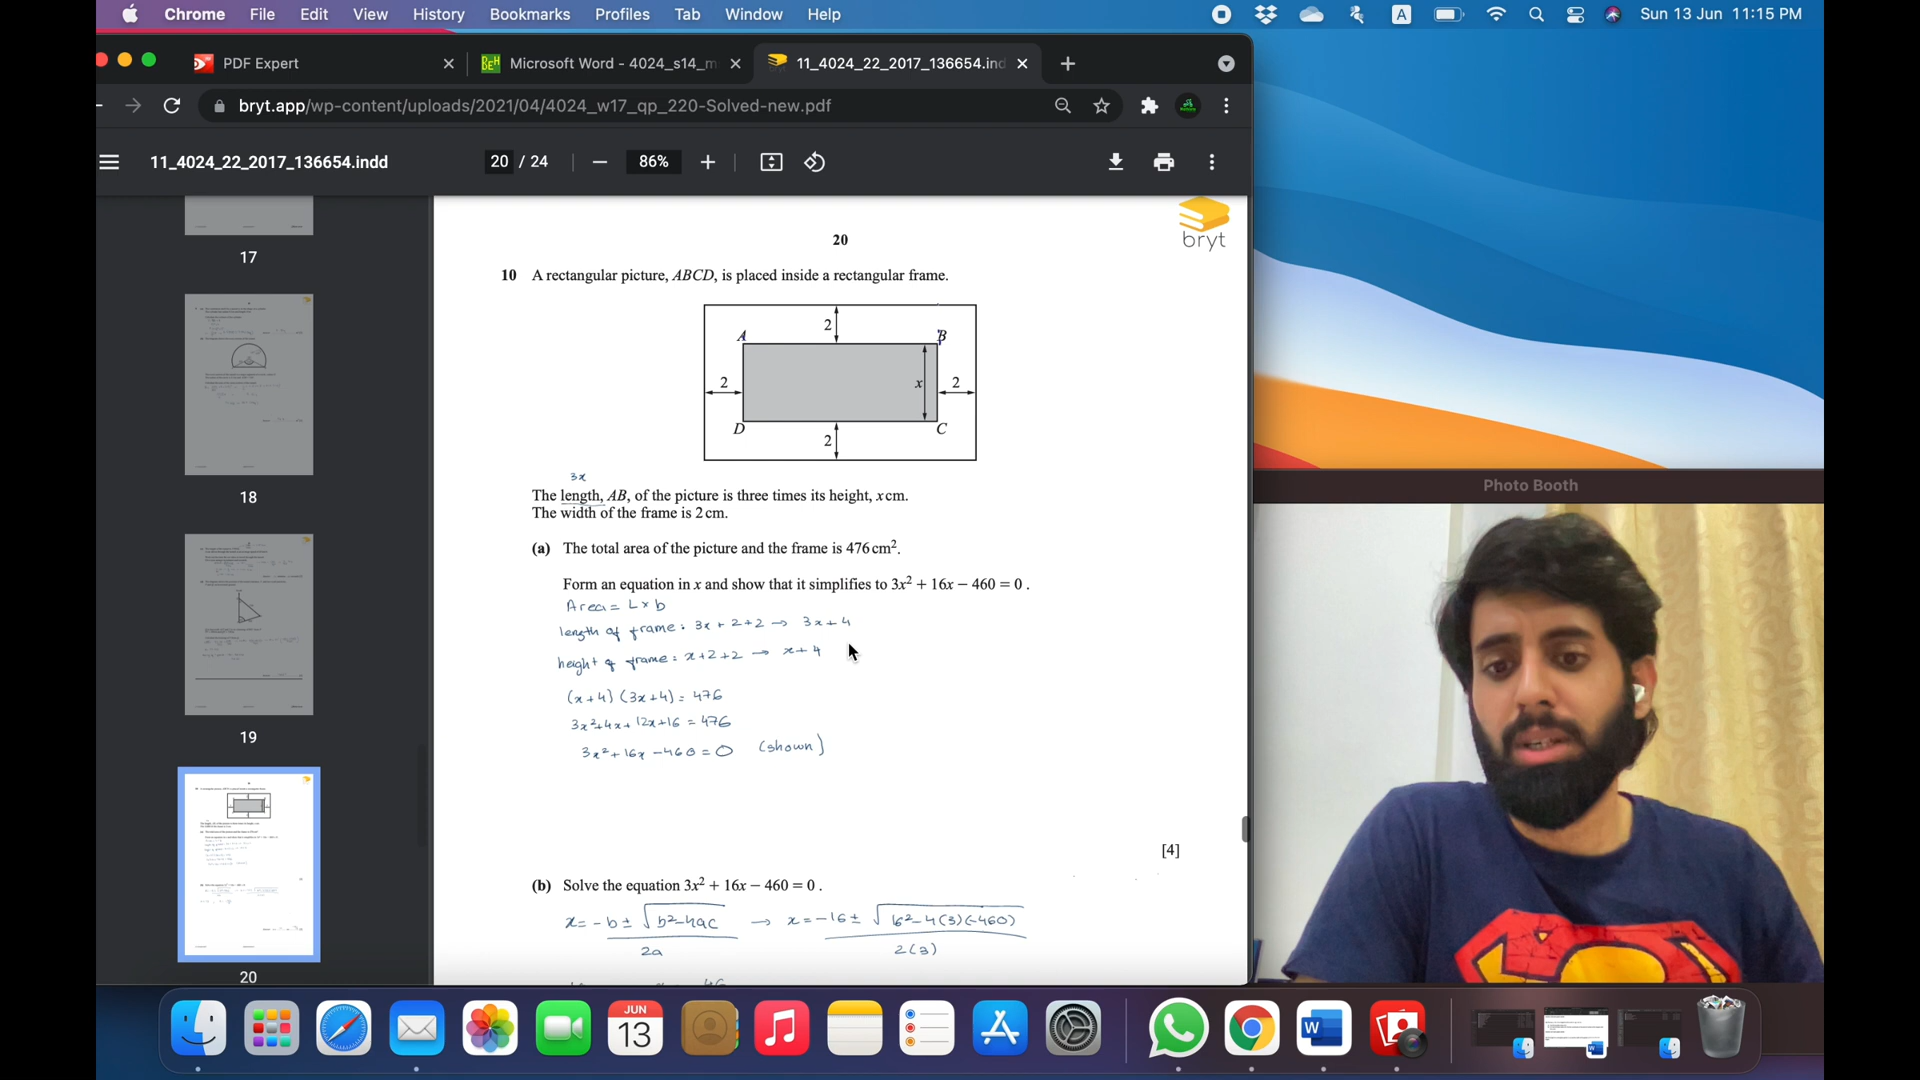 Chrome File Edit View History Bookmarks Profiles Tab Window Help
A Sun 13 Jun 11:15 PM
PDF Expert
Microsoft Word - 4024_s14_m
11_4024_22_2017_136654.ind
bryt.app/wp-content/uploads/2021/04/4024_w17_qp_220-Solved-new.pdf
11_4024_22_2017_136654.indd
20 / 24
86%
17
18
19
20
bryt
20
10 A rectangular picture, ABCD, is placed inside a rectangular frame.
2
A B
2 x 2
D C
2
3x
The length, AB, of the picture is three times its height, x cm.
The width of the frame is 2 cm.
(a) The total area of the picture and the frame is 476 cm².
Form an equation in x and show that it simplifies to 3x² + 16x − 460 = 0 .
Area = L x b
length of frame : 3x + 2+2 → 3x+4
height of frame : x+2+2 → x+4
(x+4) (3x+4) = 476
3x²+4x+12x+16 = 476
3x²+16x −460 = 0 (shown)
[4]
(b) Solve the equation 3x² + 16x − 460 = 0 .
x = −b ± √b²−4ac → x = −16 ± √16²−4(3)(−460)
2a 2(3)
Photo Booth
JUN
13
W